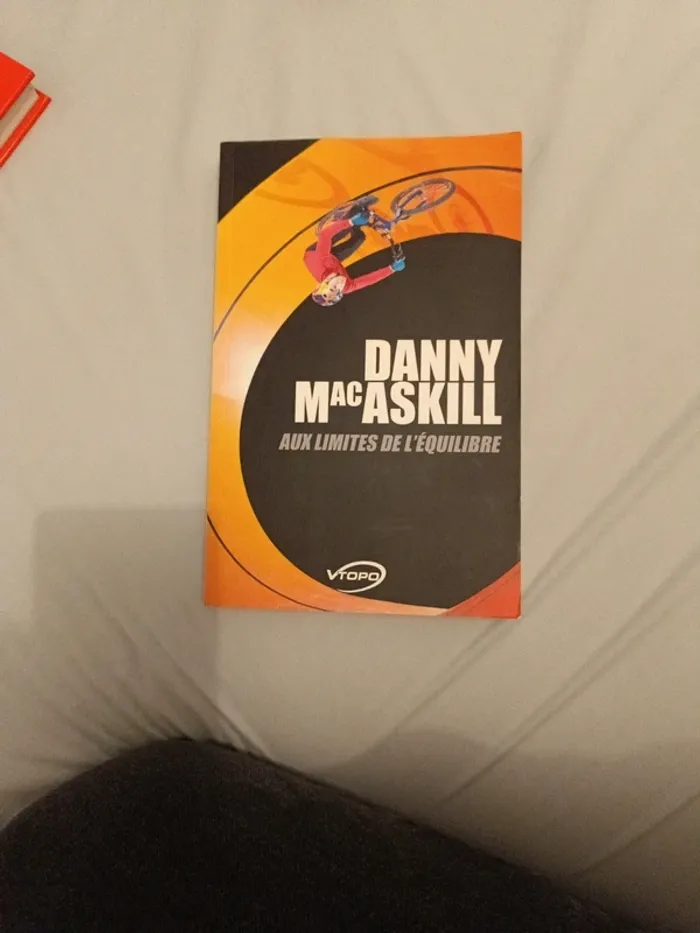 DANNY
MACASKILL
AUX LIMITES DE L'ÉQUILIBRE
VTOPO